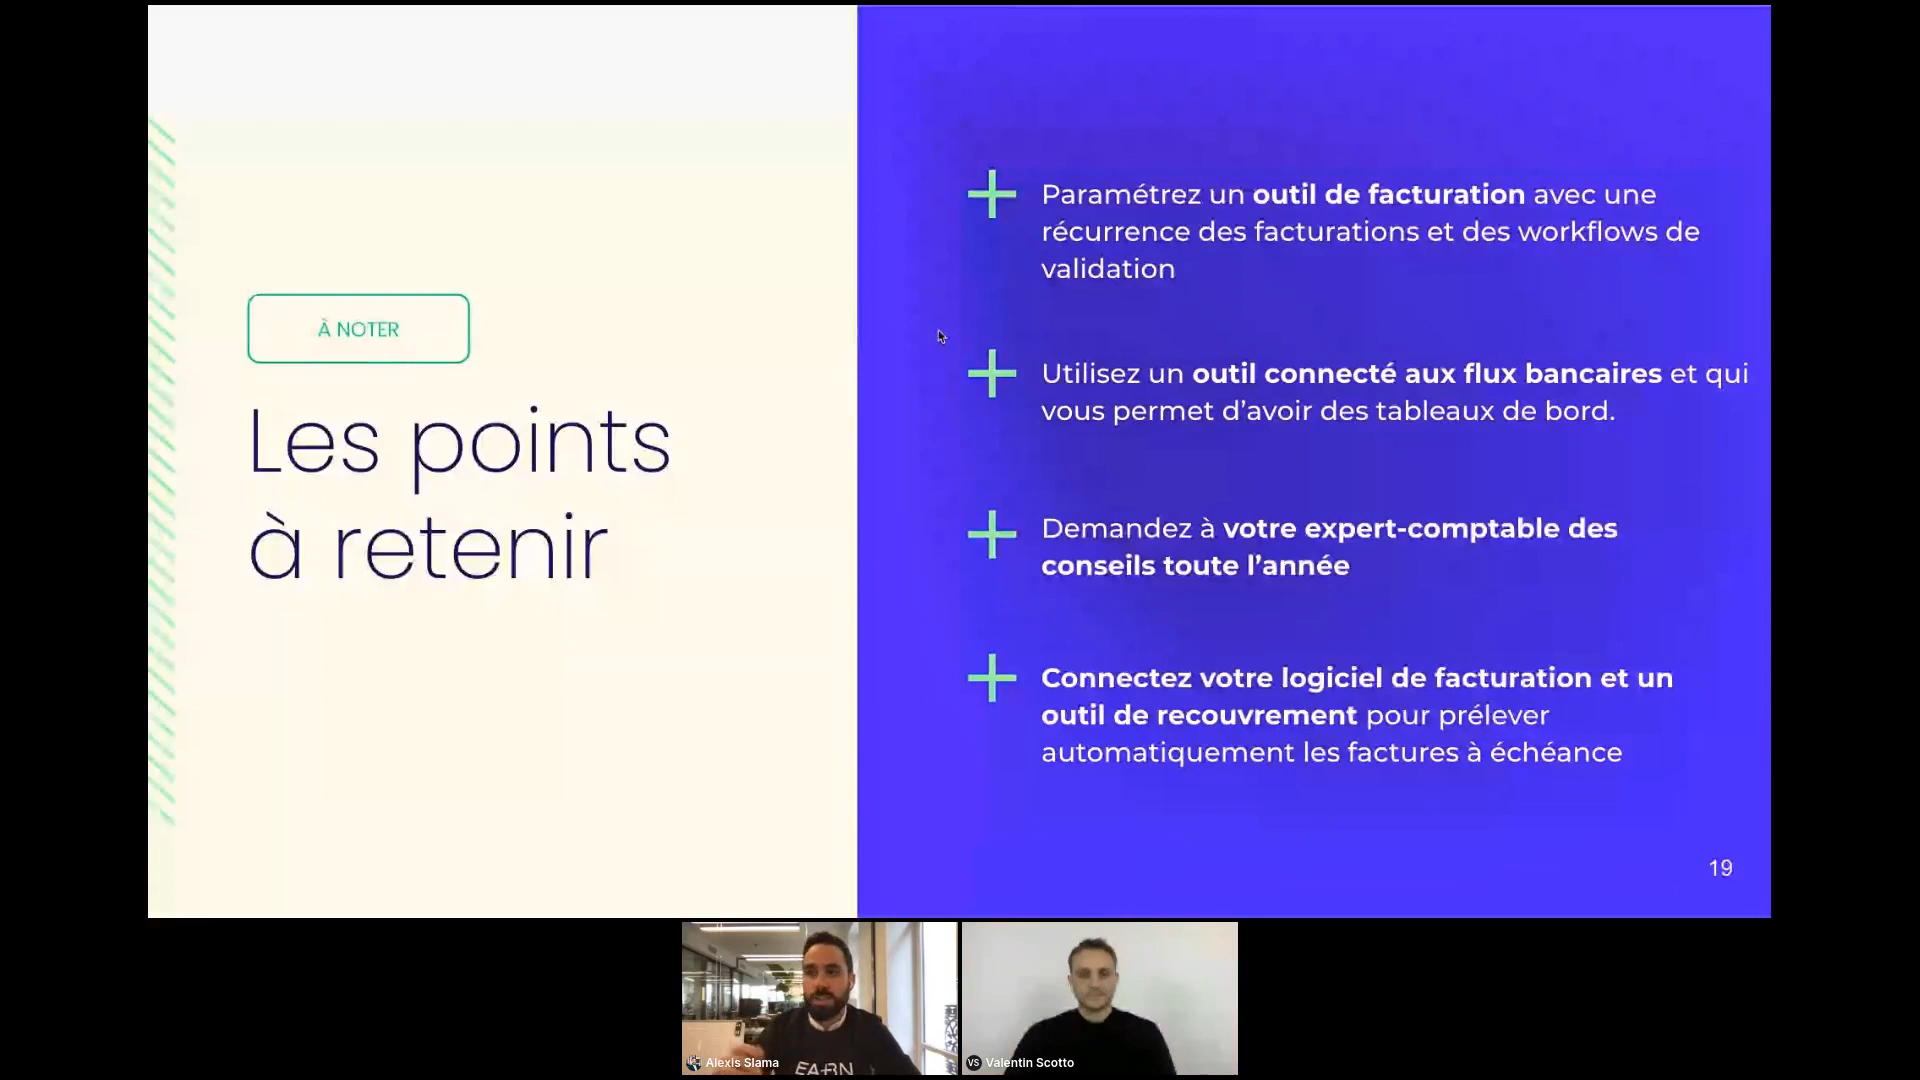 À NOTER
Les points
à retenir
Paramétrez un outil de facturation avec une
récurrence des facturations et des workflows de
validation
Utilisez un outil connecté aux flux bancaires et qui
vous permet d’avoir des tableaux de bord.
Demandez à votre expert-comptable des
conseils toute l’année
Connectez votre logiciel de facturation et un
outil de recouvrement pour prélever
automatiquement les factures à échéance
19
Alexis Slama
VS Valentin Scotto